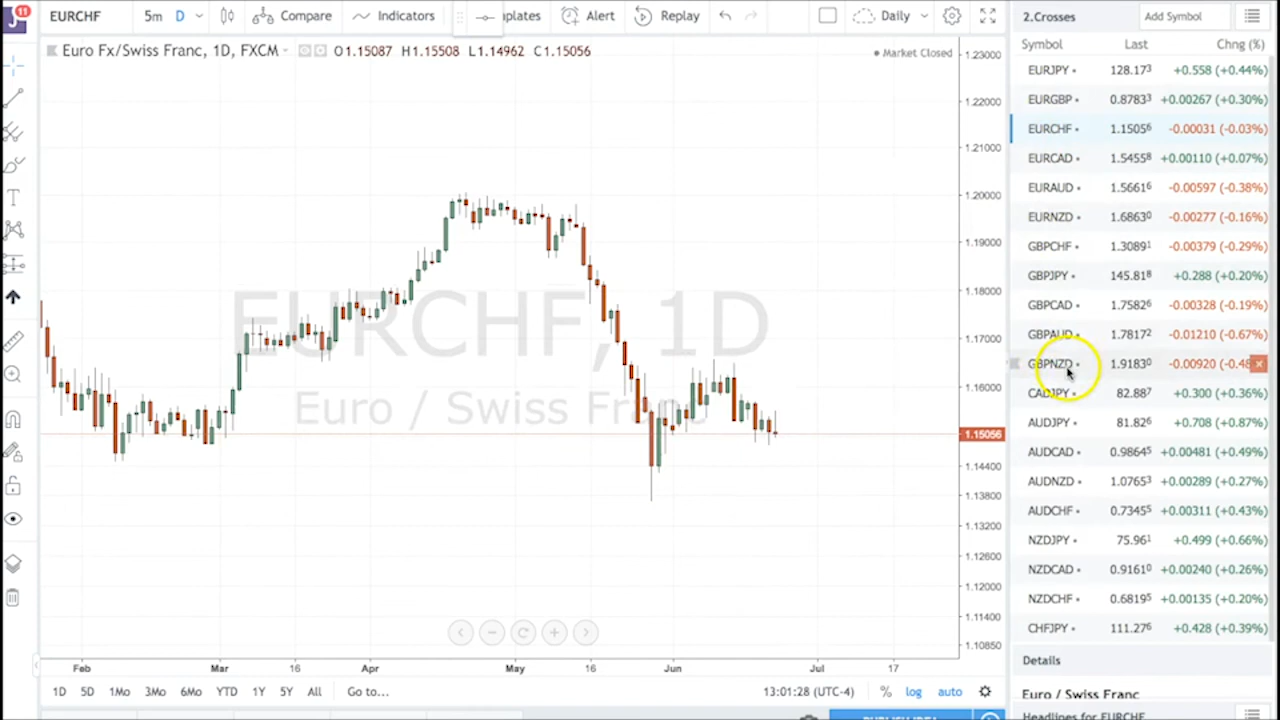 11
EURCHF 5m D Compare Indicators plates Alert Replay Daily
Euro Fx/Swiss Franc, 1D, FXCM O1.15087 H1.15508 L1.14962 C1.15056
Market Closed
EURCHF, 1D
Euro / Swiss Franc
1.23000
1.22000
1.21000
1.20000
1.19000
1.18000
1.17000
1.16000
1.15056
1.14400
1.13800
1.13200
1.12600
1.12000
1.11400
1.10850
Feb Mar 16 Apr May 16 Jun Jul 17
1D 5D 1Mo 3Mo 6Mo YTD 1Y 5Y All Go to... 13:01:28 (UTC-4) % log auto
PUBLISH IDEA
2.Crosses Add Symbol
Symbol Last Chng (%)
EURJPY 128.173 +0.558 (+0.44%)
EURGBP 0.87833 +0.00267 (+0.30%)
EURCHF 1.15056 -0.00031 (-0.03%)
EURCAD 1.54558 +0.00110 (+0.07%)
EURAUD 1.56616 -0.00597 (-0.38%)
EURNZD 1.68630 -0.00277 (-0.16%)
GBPCHF 1.30891 -0.00379 (-0.29%)
GBPJPY 145.818 +0.288 (+0.20%)
GBPCAD 1.75826 -0.00328 (-0.19%)
GBPAUD 1.78172 -0.01210 (-0.67%)
GBPNZD 1.91830 -0.00920 (-0.48
CADJPY 82.887 +0.300 (+0.36%)
AUDJPY 81.826 +0.708 (+0.87%)
AUDCAD 0.98645 +0.00481 (+0.49%)
AUDNZD 1.07653 +0.00289 (+0.27%)
AUDCHF 0.73455 +0.00311 (+0.43%)
NZDJPY 75.961 +0.499 (+0.66%)
NZDCAD 0.91610 +0.00240 (+0.26%)
NZDCHF 0.68195 +0.00135 (+0.20%)
CHFJPY 111.276 +0.428 (+0.39%)
Details
Euro / Swiss Franc
Headlines for EURCHF